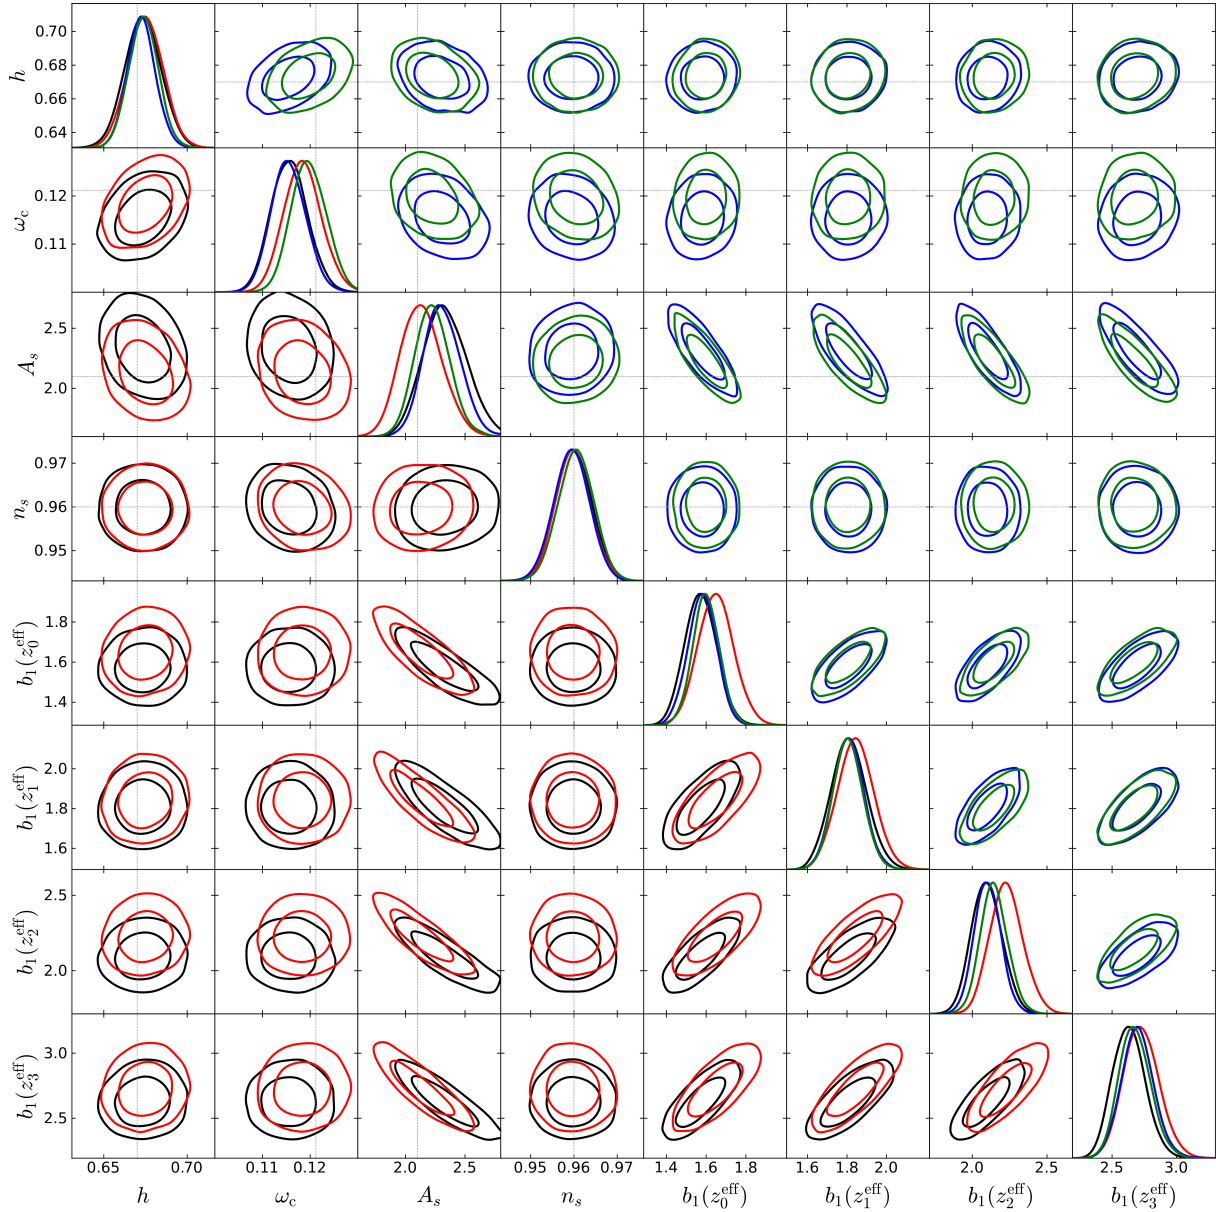 h
0.70
0.68
0.66
0.64
ω_c
0.12
0.11
A_s
2.5
2.0
n_s
0.97
0.96
0.95
b_1(z_0^eff)
1.8
1.6
1.4
b_1(z_1^eff)
2.0
1.8
1.6
b_1(z_2^eff)
2.5
2.0
b_1(z_3^eff)
3.0
2.5
0.65 0.70 0.11 0.12 2.0 2.5 0.95 0.96 0.97 1.4 1.6 1.8 1.6 1.8 2.0 2.0 2.5 2.5 3.0
h ω_c A_s n_s b_1(z_0^eff) b_1(z_1^eff) b_1(z_2^eff) b_1(z_3^eff)